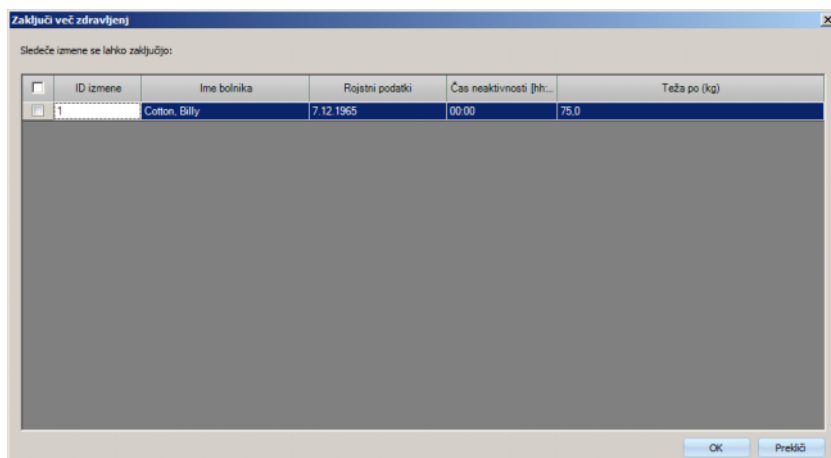 Zaključi več zdravljenj
Sledeče izmene se lahko zaključijo:
ID izmene Ime bolnika Rojstni podatki Čas neaktivnosti [hh:... Teža po (kg)
1 Cotton, Billy 7.12.1965 00:00 75,0
OK Prekliči